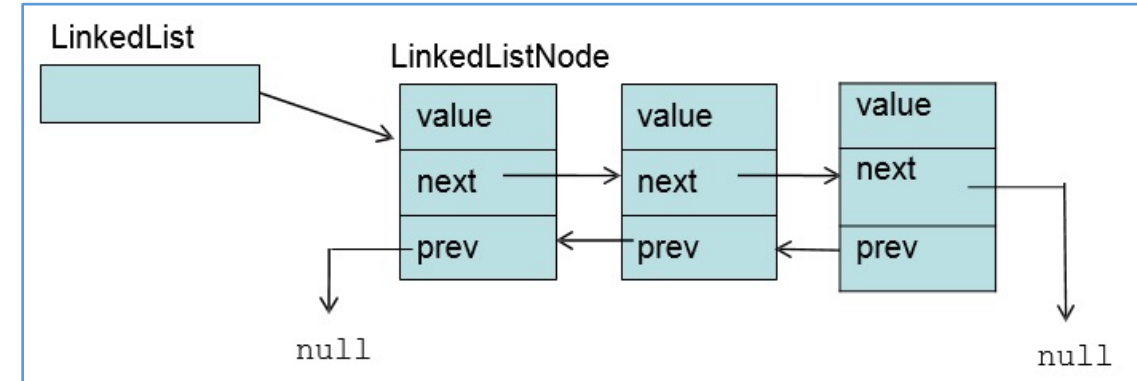 LinkedList
LinkedListNode
value value value
next next next
prev prev prev
null
null